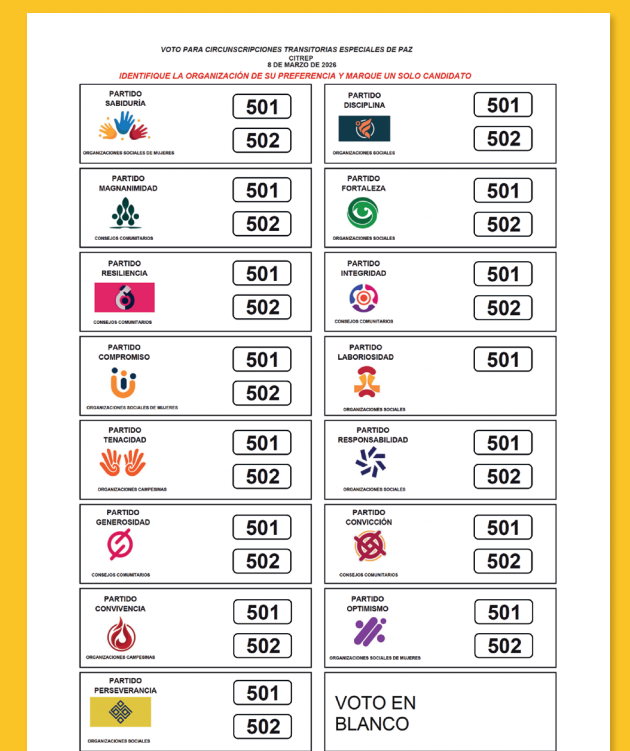 VOTO PARA CIRCUNSCRIPCIONES TRANSITORIAS ESPECIALES DE PAZ
CITREP
8 DE MARZO DE 2026
IDENTIFIQUE LA ORGANIZACIÓN DE SU PREFERENCIA Y MARQUE UN SOLO CANDIDATO
PARTIDO
SABIDURÍA
501
502
ORGANIZACIONES SOCIALES DE MUJERES
PARTIDO
DISCIPLINA
501
502
ORGANIZACIONES SOCIALES
PARTIDO
MAGNANIMIDAD
501
502
CONSEJOS COMUNITARIOS
PARTIDO
FORTALEZA
501
502
ORGANIZACIONES SOCIALES
PARTIDO
RESILIENCIA
501
502
CONSEJOS COMUNITARIOS
PARTIDO
INTEGRIDAD
501
502
CONSEJOS COMUNITARIOS
PARTIDO
COMPROMISO
501
502
ORGANIZACIONES SOCIALES DE MUJERES
PARTIDO
LABORIOSIDAD
501
ORGANIZACIONES SOCIALES
PARTIDO
TENACIDAD
501
502
ORGANIZACIONES CAMPESINAS
PARTIDO
RESPONSABILIDAD
501
502
ORGANIZACIONES SOCIALES
PARTIDO
GENEROSIDAD
501
502
CONSEJOS COMUNITARIOS
PARTIDO
CONVICCIÓN
501
502
CONSEJOS COMUNITARIOS
PARTIDO
CONVIVENCIA
501
502
ORGANIZACIONES CAMPESINAS
PARTIDO
OPTIMISMO
501
502
ORGANIZACIONES SOCIALES DE MUJERES
PARTIDO
PERSEVERANCIA
501
502
ORGANIZACIONES SOCIALES
VOTO EN
BLANCO